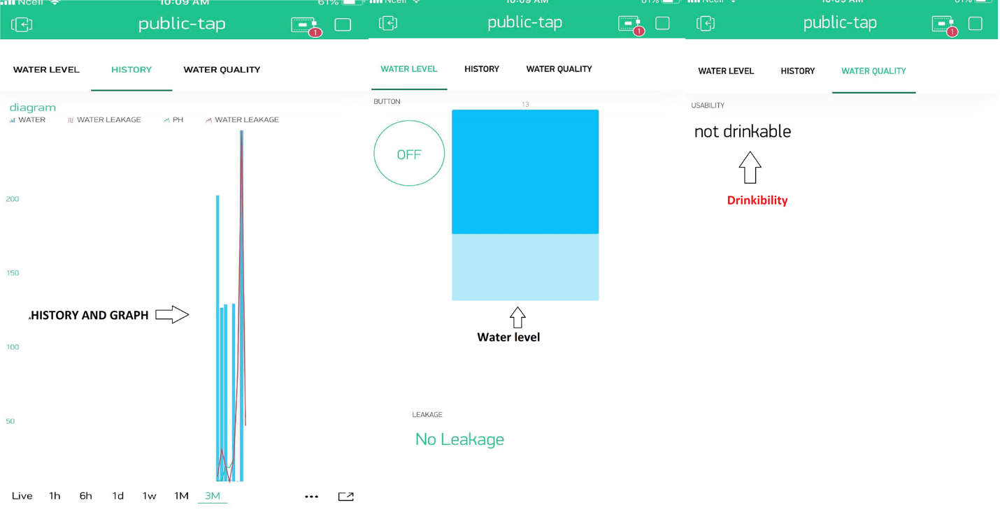 Ncell 10:09 AM 61%
public-tap
1
WATER LEVEL HISTORY WATER QUALITY
diagram
WATER WATER LEAKAGE PH WATER LEAKAGE
200
150
HISTORY AND GRAPH
100
50
Live 1h 6h 1d 1w 1M 3M
Ncell 10:09 AM 61%
public-tap
1
WATER LEVEL HISTORY WATER QUALITY
BUTTON
13
OFF
Water level
LEAKAGE
No Leakage
Ncell 10:09 AM 61%
public-tap
1
WATER LEVEL HISTORY WATER QUALITY
USABILITY
not drinkable
Drinkibility